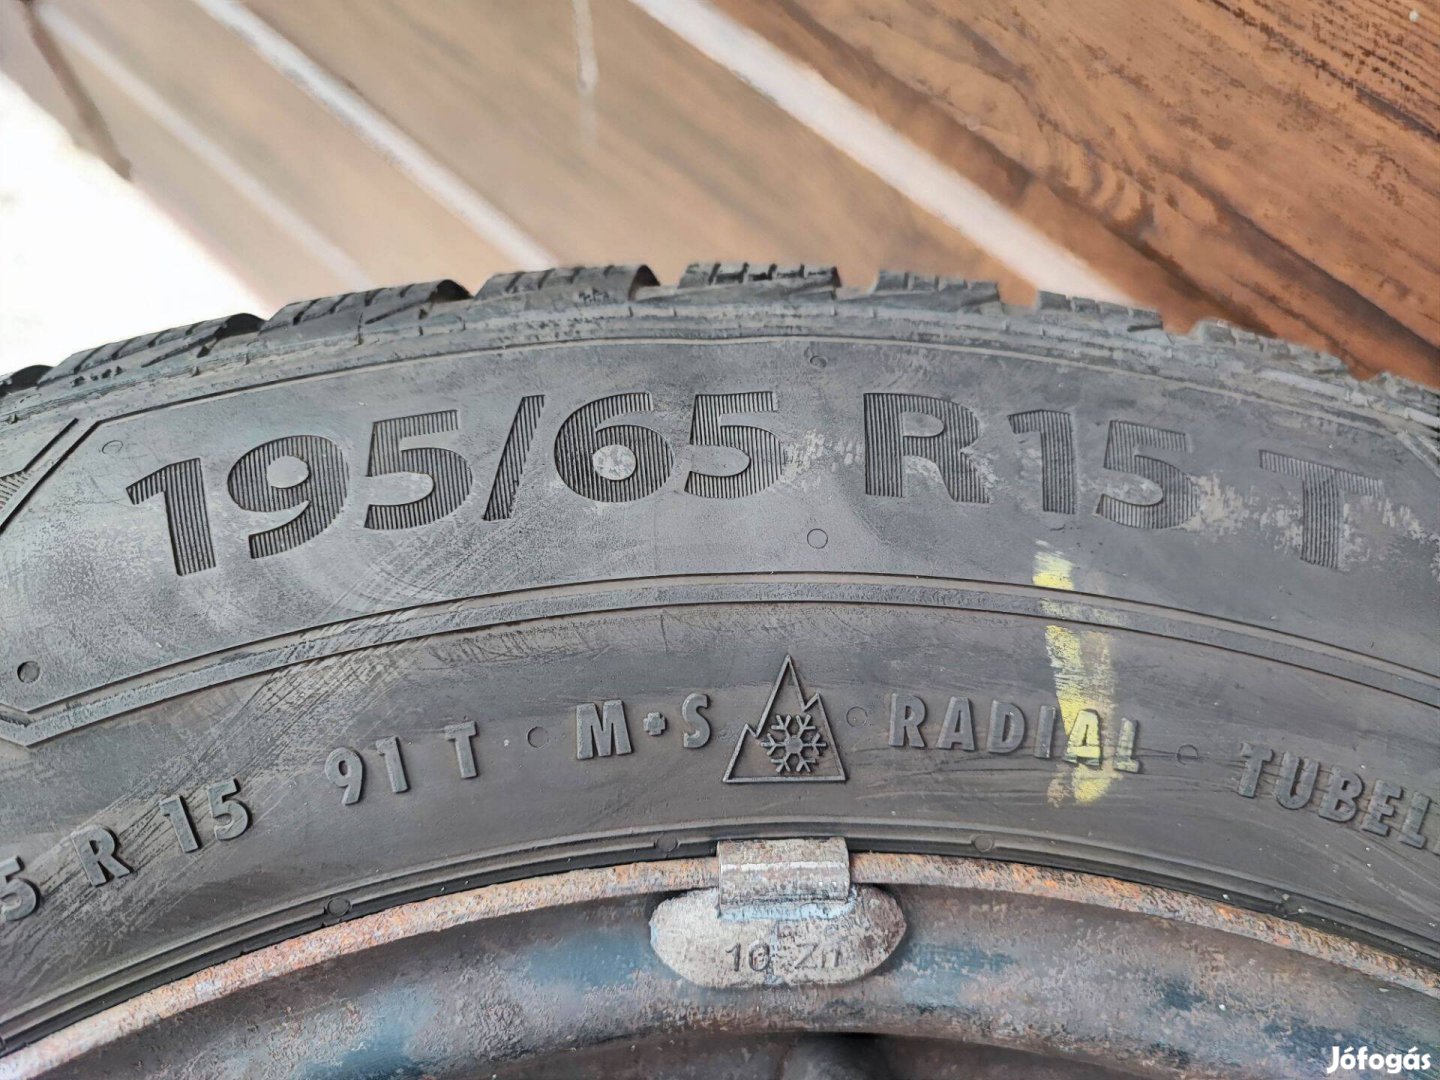 195/65 R15 T
5 R 15 91 T M+S RADIAL TUBEL
10 Zn
Jófogás